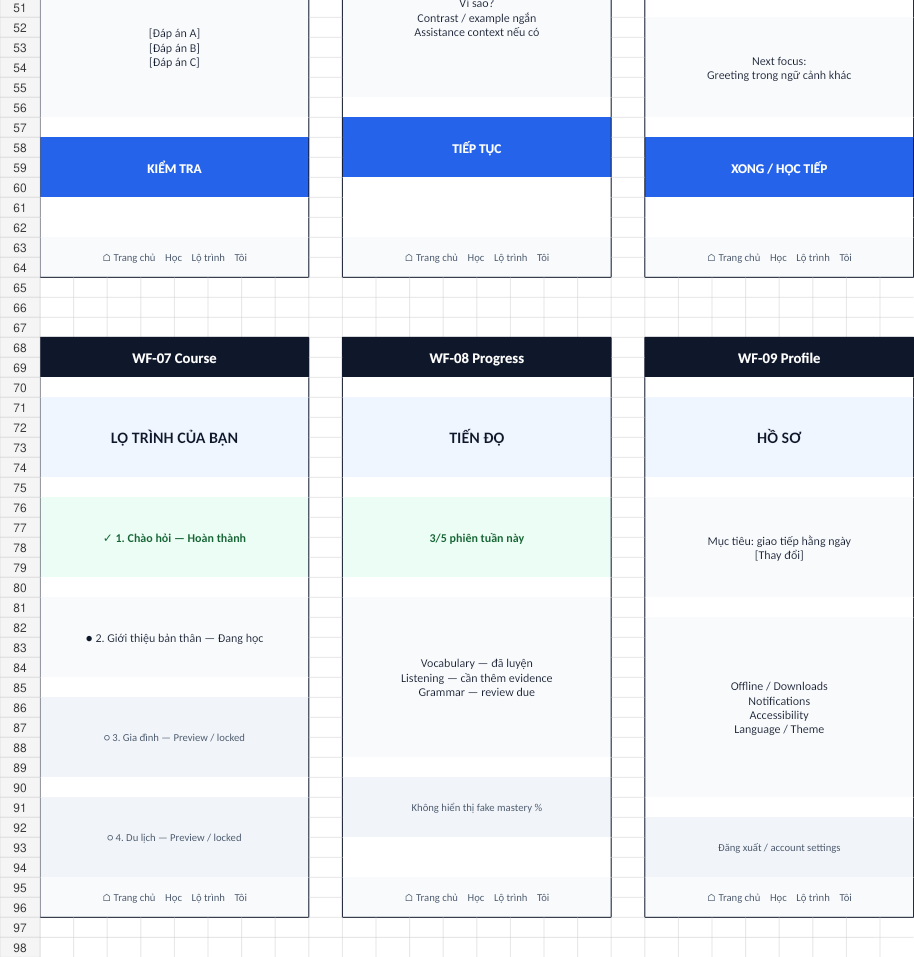 51
52
53
54
55
56
57
58
59
60
61
62
63
64
65
66
67
68
69
70
71
72
73
74
75
76
77
78
79
80
81
82
83
84
85
86
87
88
89
90
91
92
93
94
95
96
97
98
[Đáp án A]
[Đáp án B]
[Đáp án C]
KIỂM TRA
⌂ Trang chủ Học Lộ trình Tôi
Vì sao?
Contrast / example ngắn
Assistance context nếu có
TIẾP TỤC
⌂ Trang chủ Học Lộ trình Tôi
Next focus:
Greeting trong ngữ cảnh khác
XONG / HỌC TIẾP
⌂ Trang chủ Học Lộ trình Tôi
WF-07 Course
LỘ TRÌNH CỦA BẠN
✓ 1. Chào hỏi — Hoàn thành
● 2. Giới thiệu bản thân — Đang học
○ 3. Gia đình — Preview / locked
○ 4. Du lịch — Preview / locked
⌂ Trang chủ Học Lộ trình Tôi
WF-08 Progress
TIẾN ĐỘ
3/5 phiên tuần này
Vocabulary — đã luyện
Listening — cần thêm evidence
Grammar — review due
Không hiển thị fake mastery %
⌂ Trang chủ Học Lộ trình Tôi
WF-09 Profile
HỒ SƠ
Mục tiêu: giao tiếp hằng ngày
[Thay đổi]
Offline / Downloads
Notifications
Accessibility
Language / Theme
Đăng xuất / account settings
⌂ Trang chủ Học Lộ trình Tôi